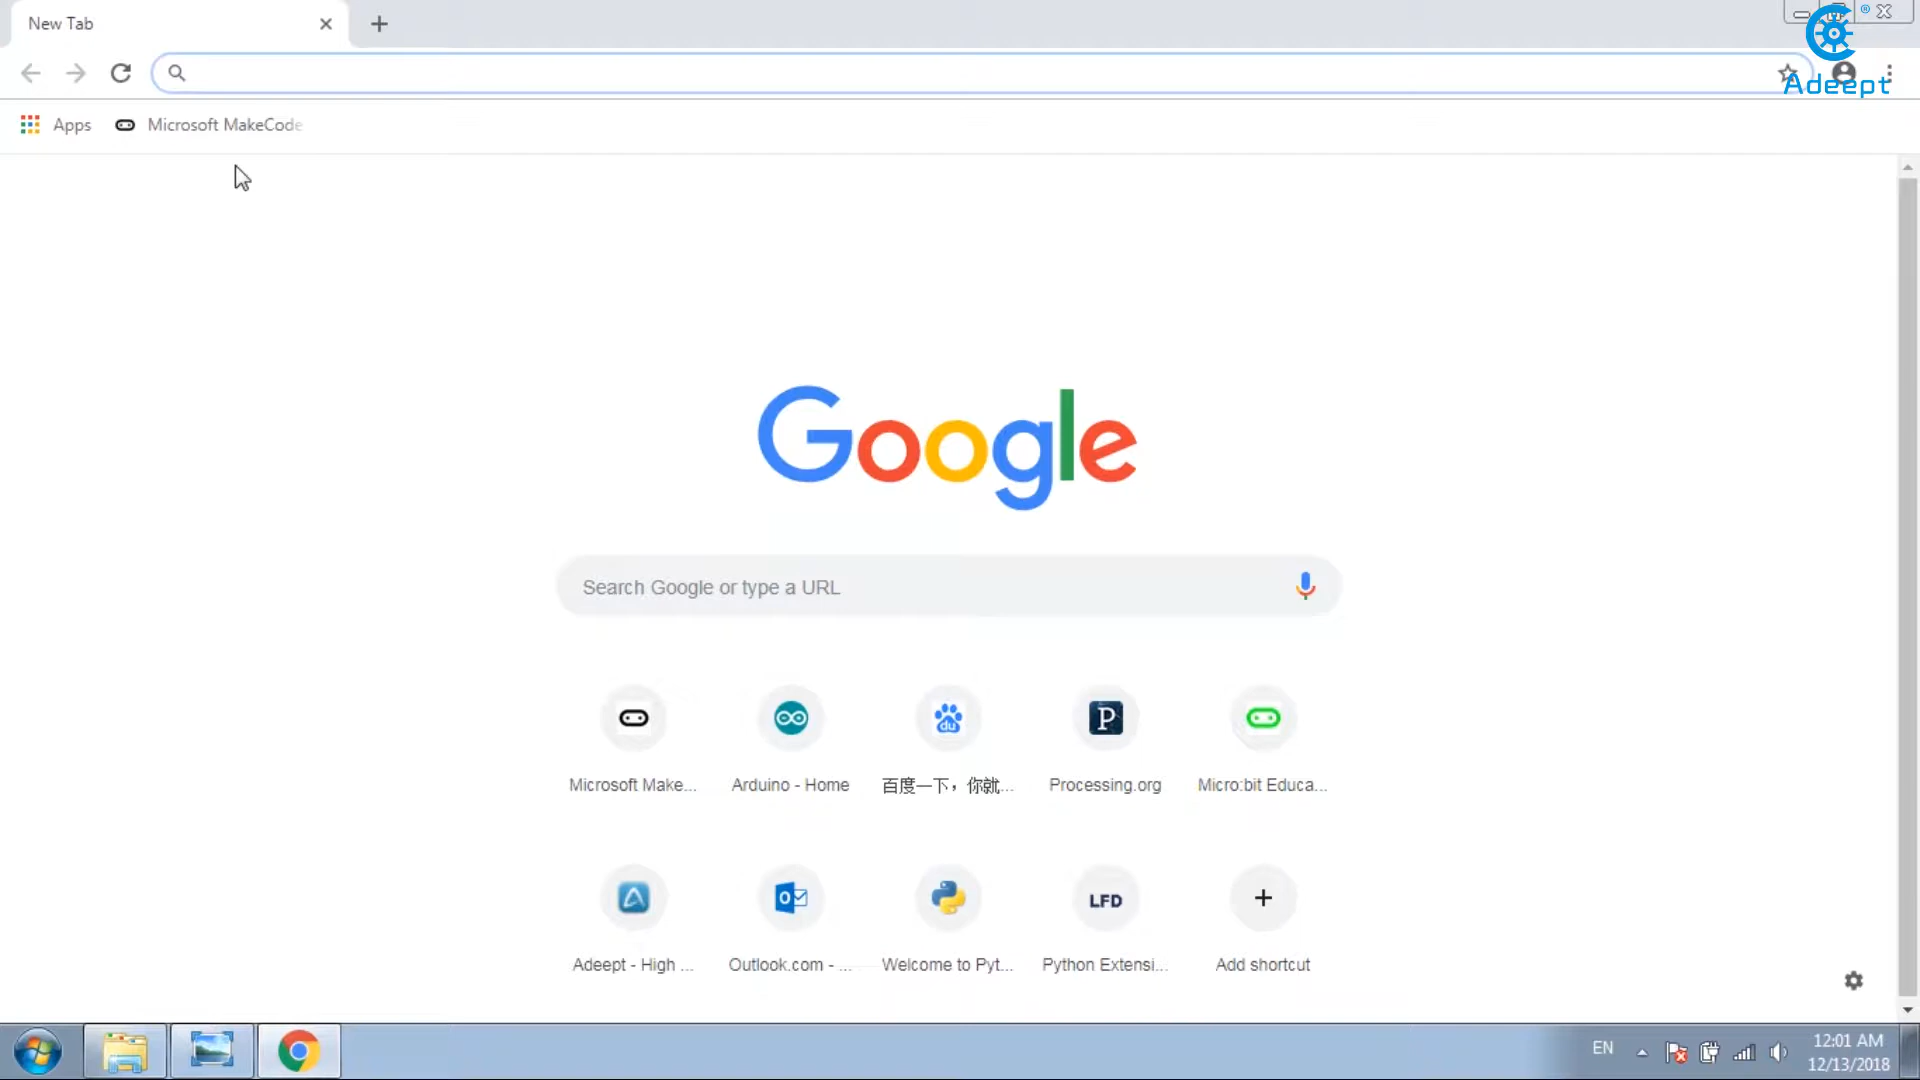 New Tab
®
Adeept
Apps
Microsoft MakeCode
Google
Search Google or type a URL
Microsoft Make...
Arduino - Home
du
百度一下，你就...
P
Processing.org
Micro:bit Educa...
Adeept - High ...
O
Outlook.com - ...
Welcome to Pyt...
LFD
Python Extensi...
Add shortcut
EN
12:01 AM
12/13/2018